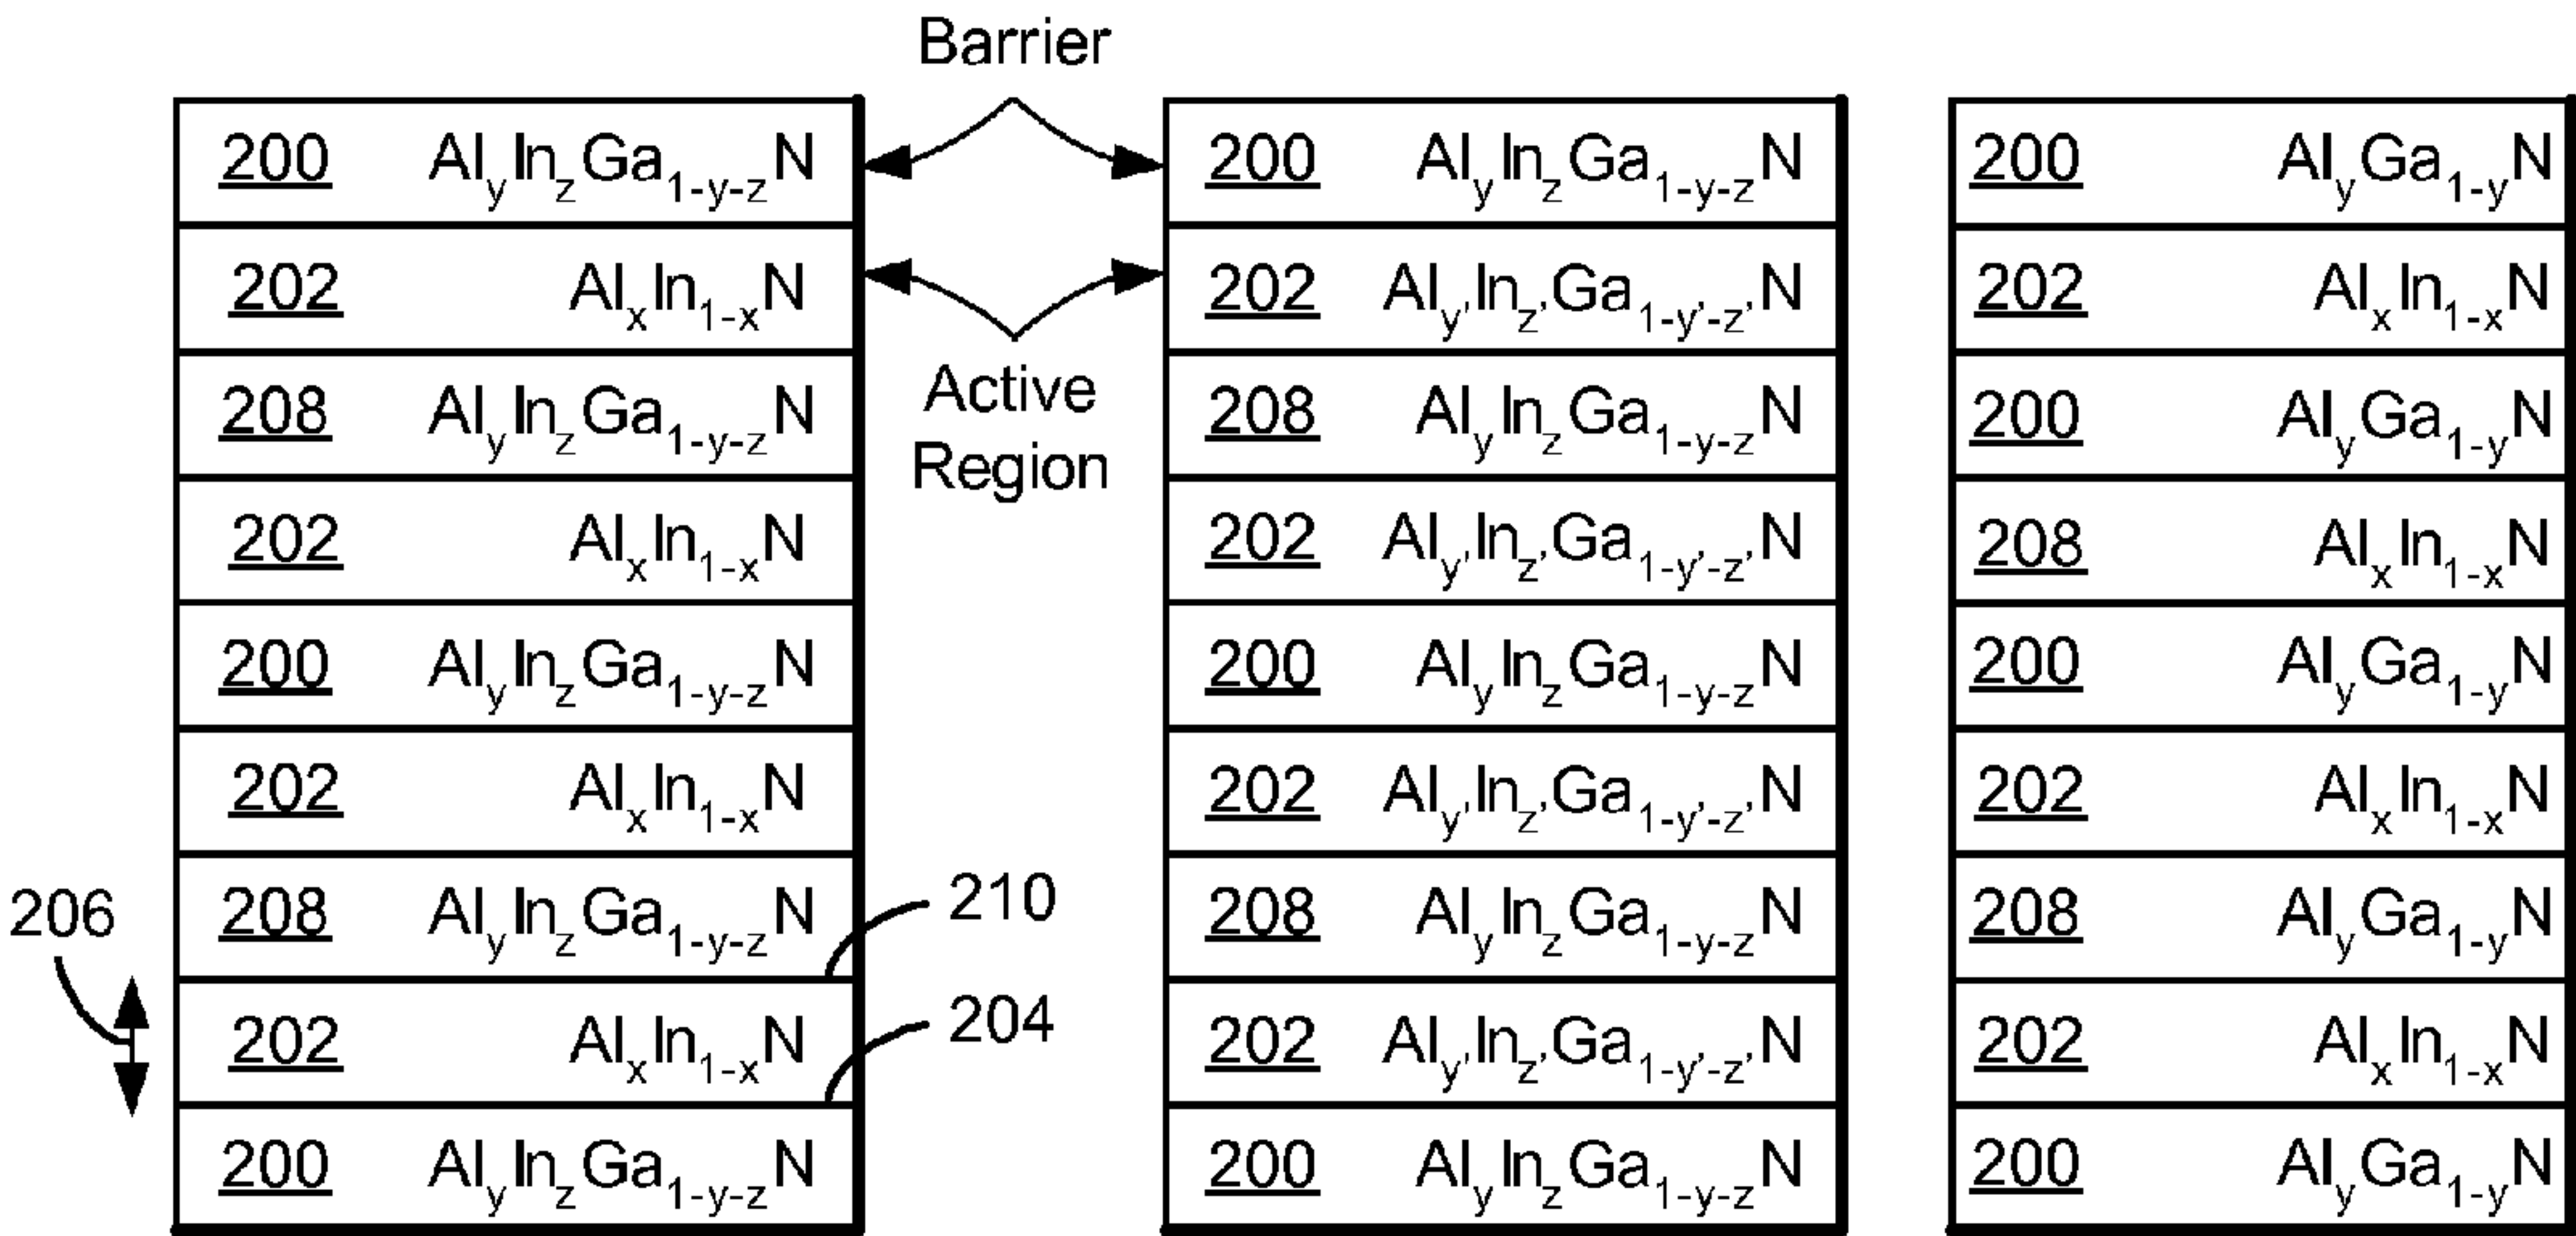 Barrier
200 AlyInzGa1-y-zN 200 AlyInzGa1-y-zN 200 AlyGa1-yN
202 AlxIn1-xN 202 Aly'Inz'Ga1-y'-z'N 202 AlxIn1-xN
208 AlyInzGa1-y-zN Active 208 AlyInzGa1-y-zN 200 AlyGa1-yN
Region
202 AlxIn1-xN 202 Aly'Inz'Ga1-y'-z'N 208 AlxIn1-xN
200 AlyInzGa1-y-zN 200 AlyInzGa1-y-zN 200 AlyGa1-yN
202 AlxIn1-xN 202 Aly'Inz'Ga1-y'-z'N 202 AlxIn1-xN
206 208 AlyInzGa1-y-zN 210 208 AlyInzGa1-y-zN 208 AlyGa1-yN
202 AlxIn1-xN 204 202 Aly'Inz'Ga1-y'-z'N 202 AlxIn1-xN
200 AlyInzGa1-y-zN 200 AlyInzGa1-y-zN 200 AlyGa1-yN